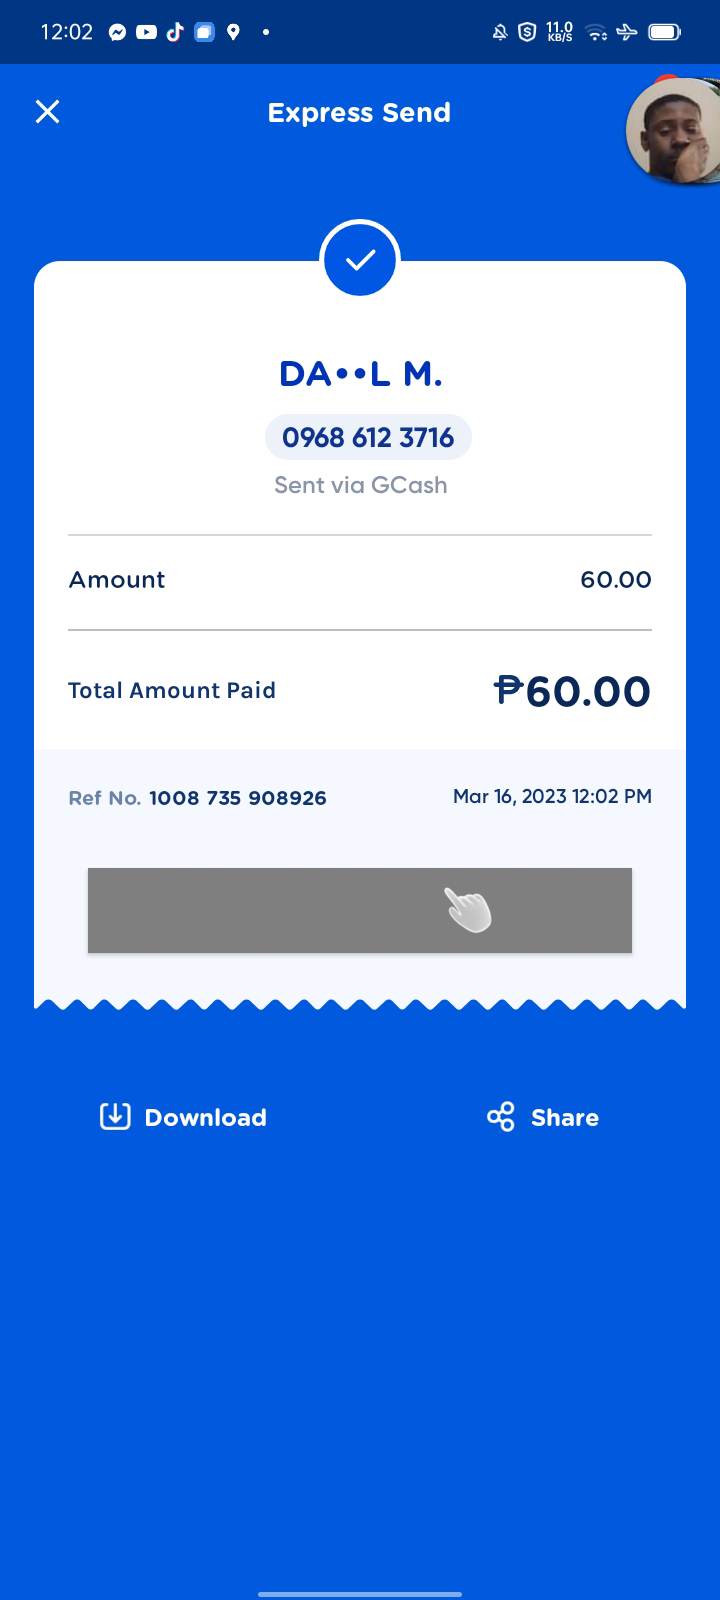 12:02
11.0
KB/S
Express Send
DA••L M.
0968 612 3716
Sent via GCash
Amount 60.00
Total Amount Paid ₱60.00
Ref No. 1008 735 908926 Mar 16, 2023 12:02 PM
Download Share